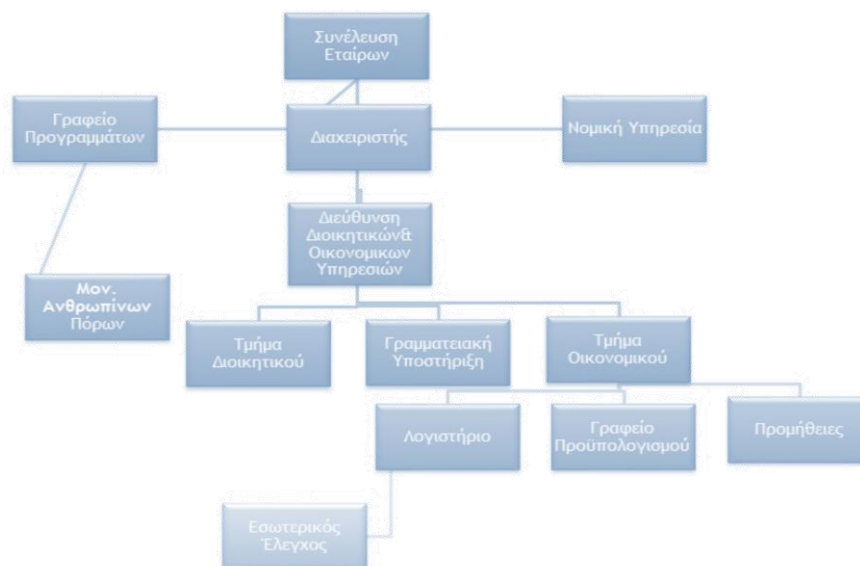 Συνέλευση
Εταίρων
Γραφείο
Προγραμμάτων
Διαχειριστής
Νομική Υπηρεσία
Διεύθυνση
Διοικητικών&
Οικονομικων
Υπηρεσιών
Μον.
Ανθρωπίνων
Πόρων
Τμήμα
Διοικητικού
Γραμματειακή
Υποστήριξη
Τμήμα
Οικονομικού
Λογιστήριο
Γραφείο
Προϋπολογισμού
Προμήθειες
Εσωτερικός
Έλεγχος